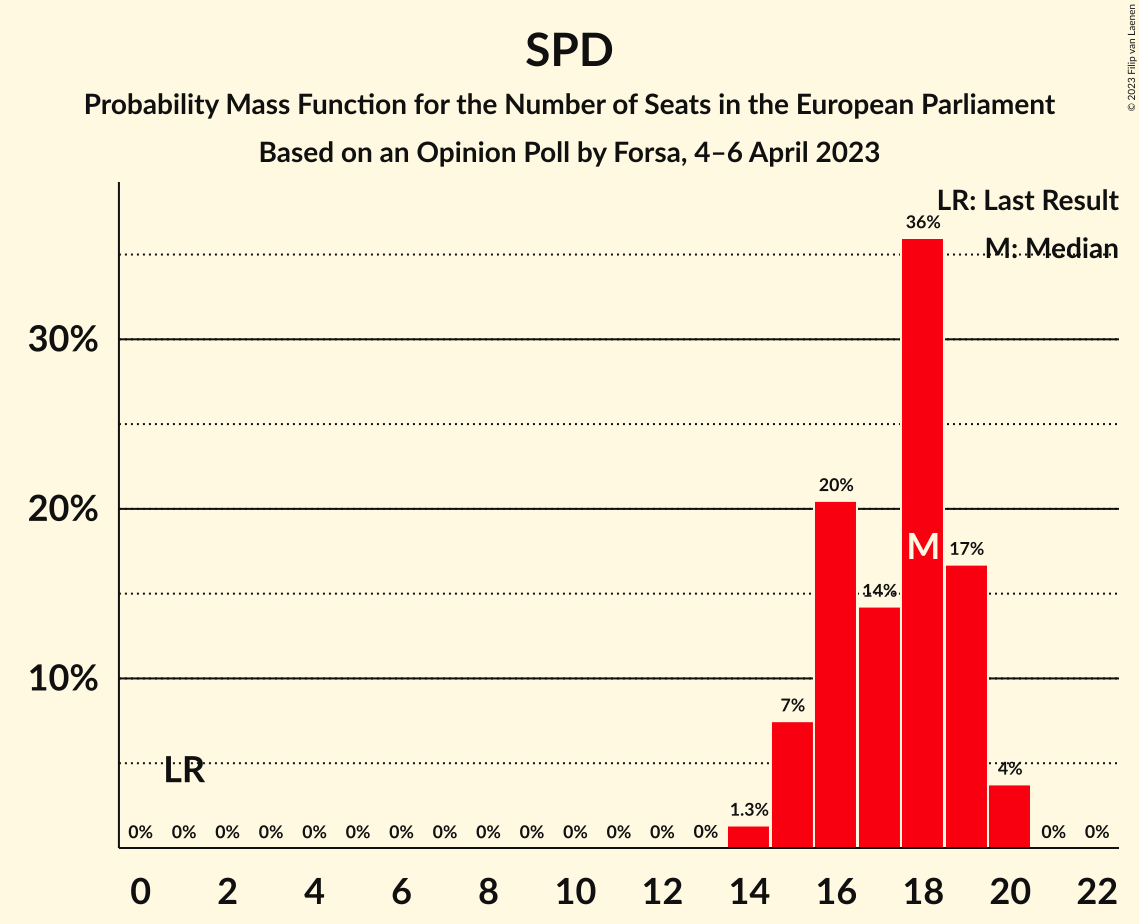 SPD
Probability Mass Function for the Number of Seats in the European Parliament
Based on an Opinion Poll by Forsa, 4–6 April 2023
© 2023 Filip van Laenen
LR: Last Result
M: Median
36%
30%
20%
20%
M
17%
14%
10%
7%
LR
4%
1.3%
0% 0% 0% 0% 0% 0% 0% 0% 0% 0% 0% 0% 0% 0% 0% 0%
0 2 4 6 8 10 12 14 16 18 20 22